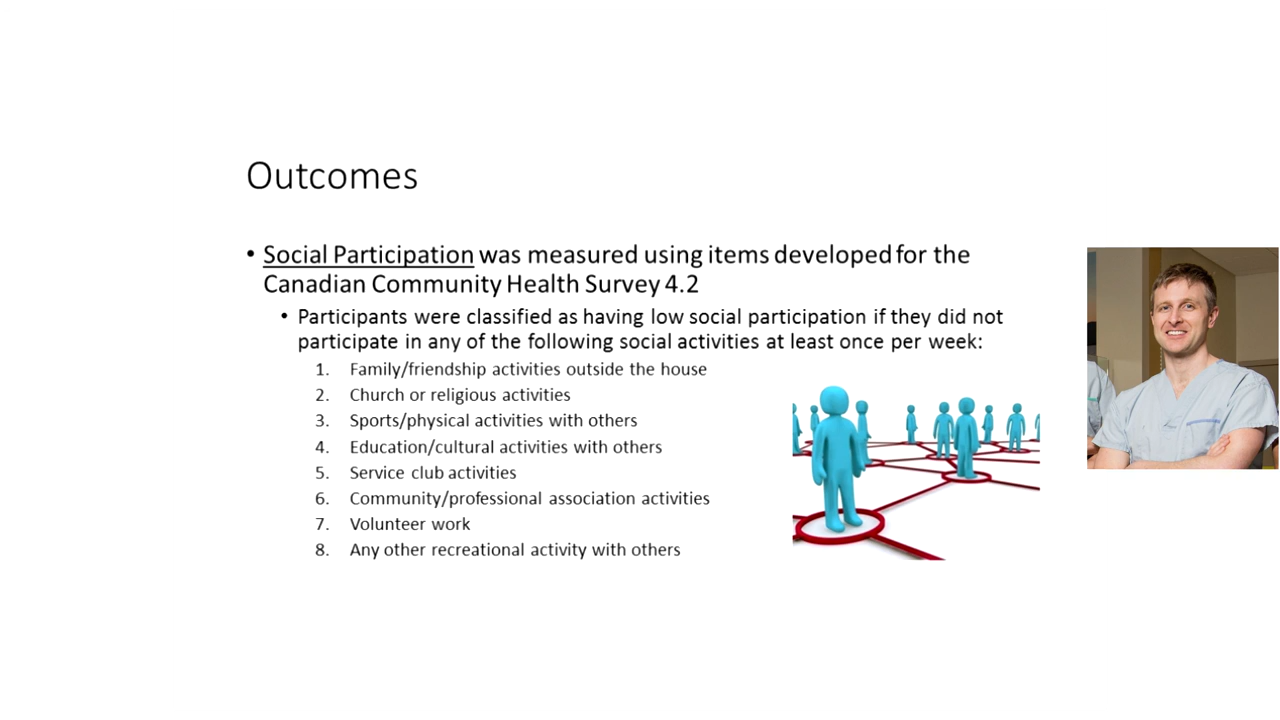 Outcomes
• Social Participation was measured using items developed for the
Canadian Community Health Survey 4.2
• Participants were classified as having low social participation if they did not
participate in any of the following social activities at least once per week:
1. Family/friendship activities outside the house
2. Church or religious activities
3. Sports/physical activities with others
4. Education/cultural activities with others
5. Service club activities
6. Community/professional association activities
7. Volunteer work
8. Any other recreational activity with others